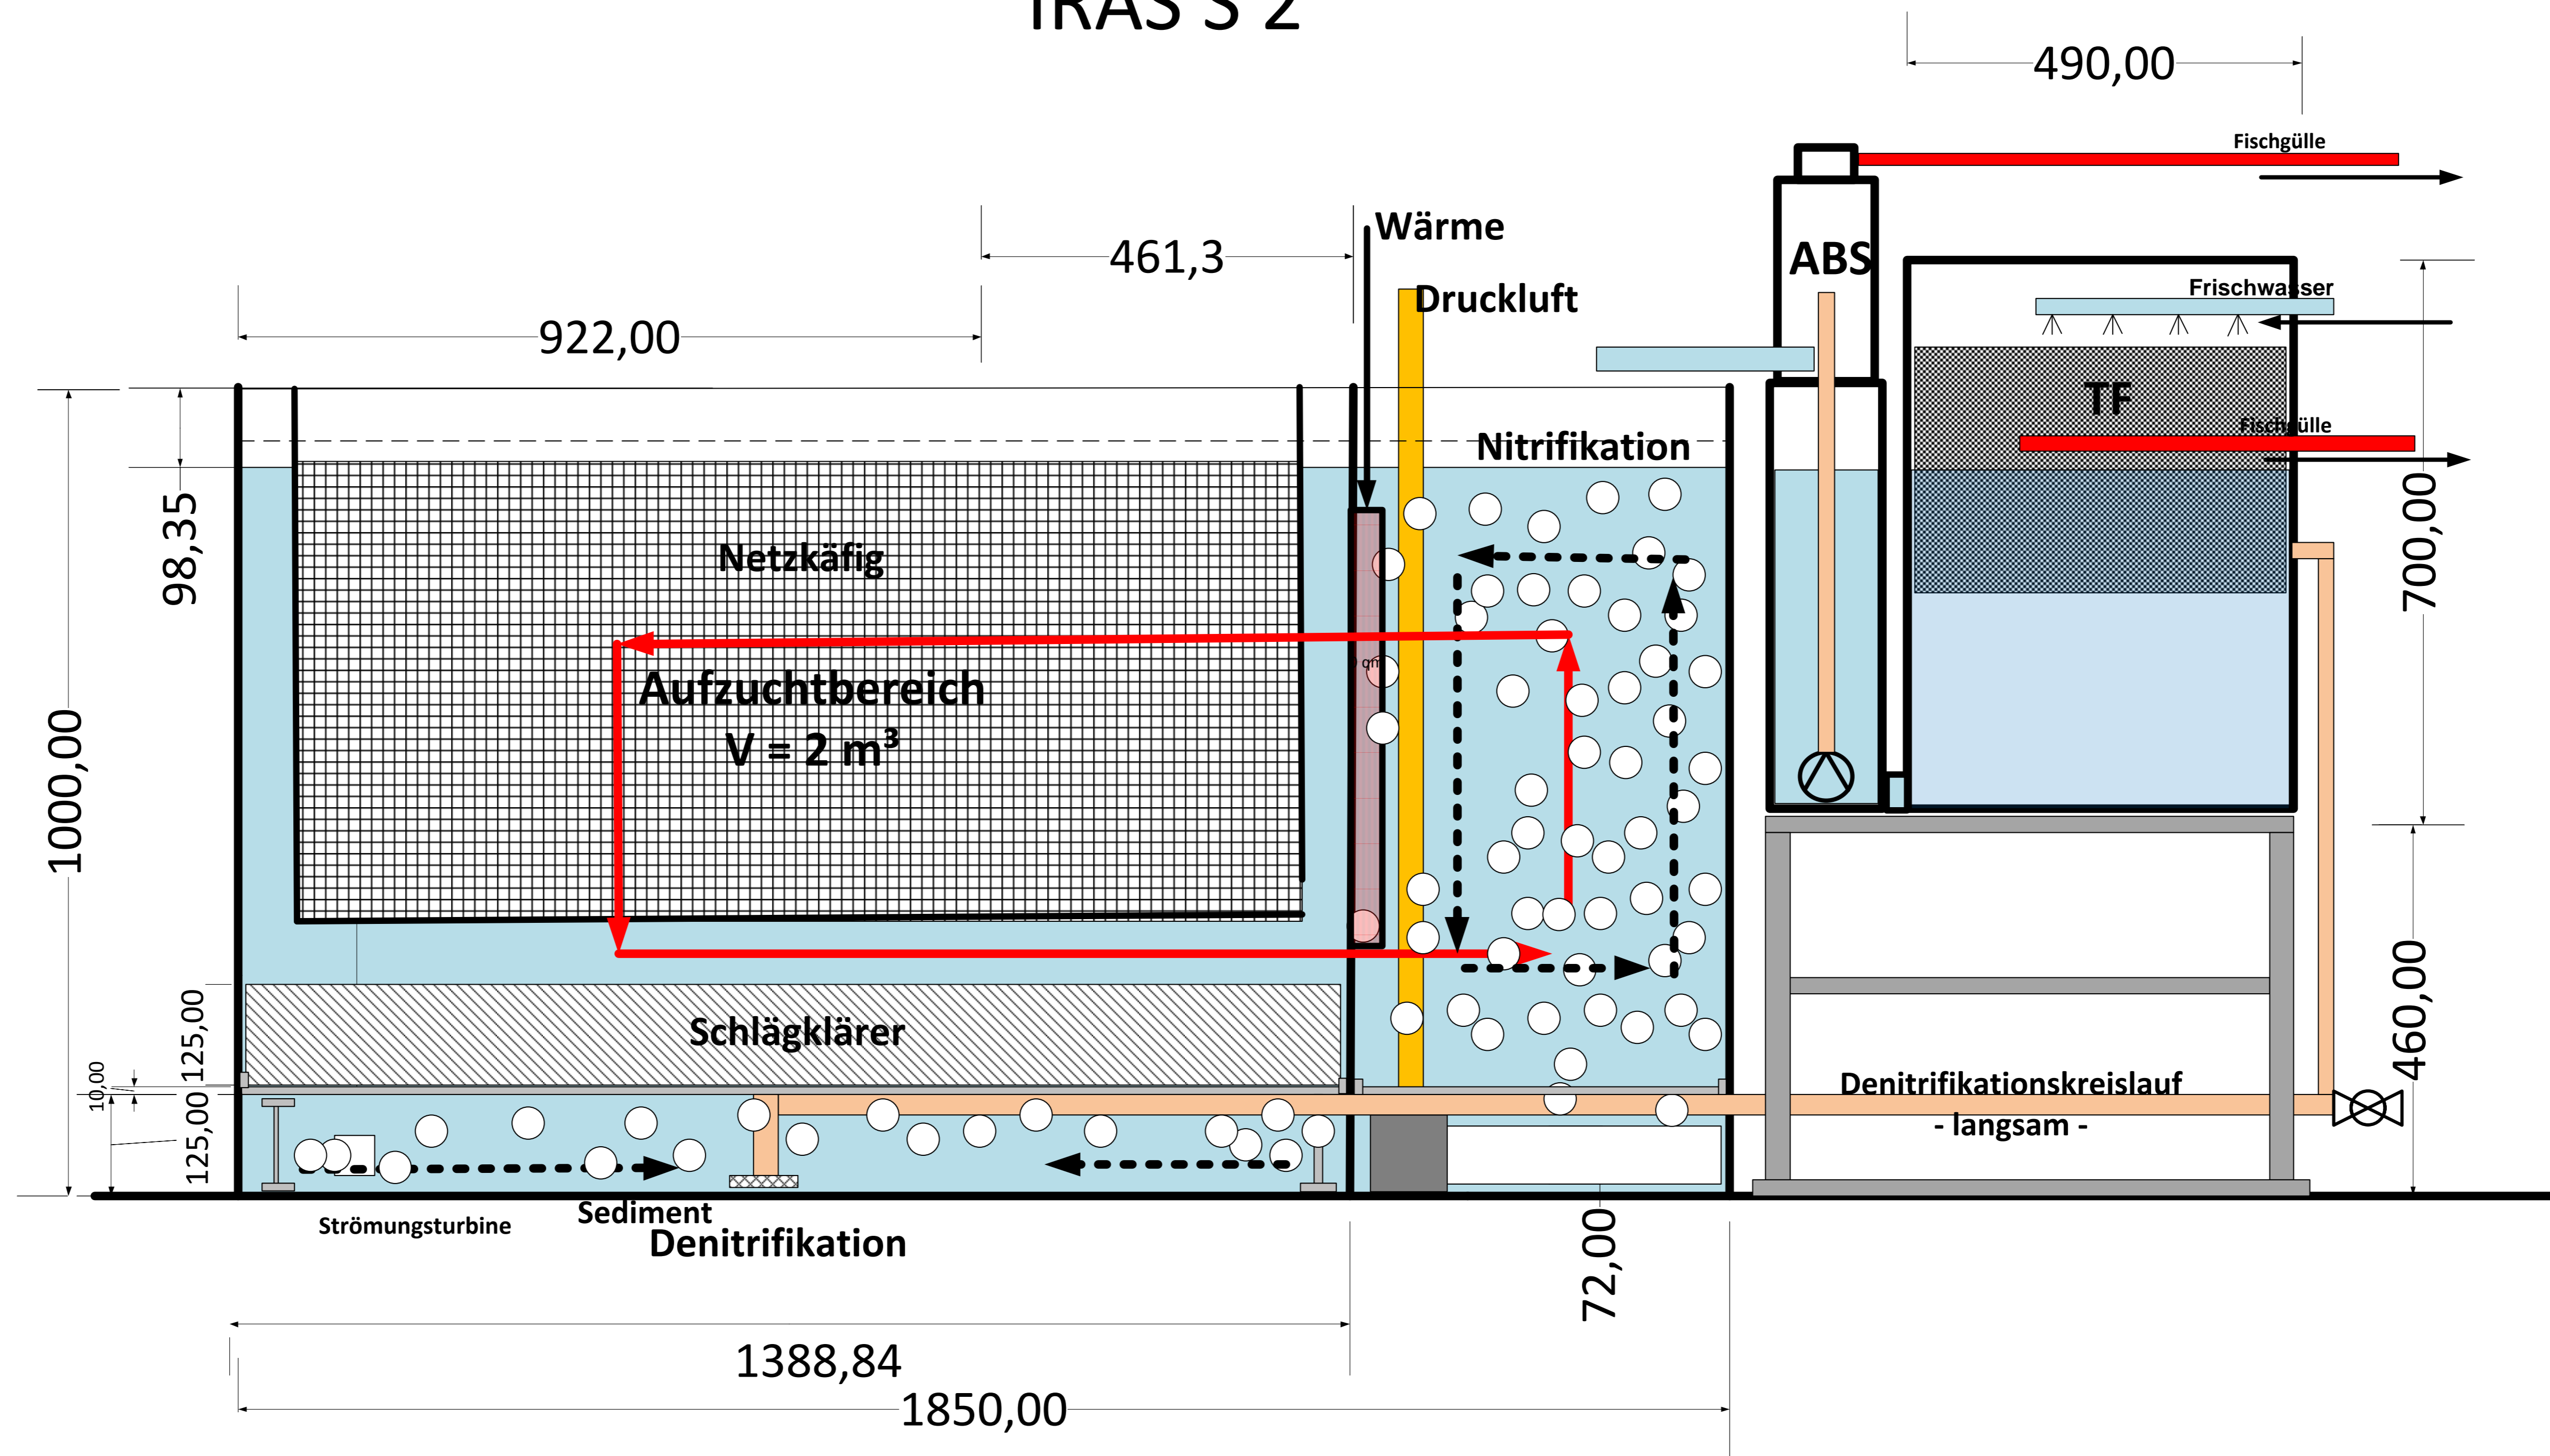 IRAS S 2
490,00
Fischgülle
461,3
Wärme
ABS
Druckluft
Frischwasser
922,00
TF
Fischgülle
Nitrifikation
98,35
Netzkäfig
700,00
qm
Aufzuchtbereich
V = 2 m³
1000,00
Schlägklärer
125,00
10,00
125,00
460,00
Denitrifikationskreislauf
- langsam -
Strömungsturbine
Sediment
Denitrifikation
72,00
1388,84
1850,00